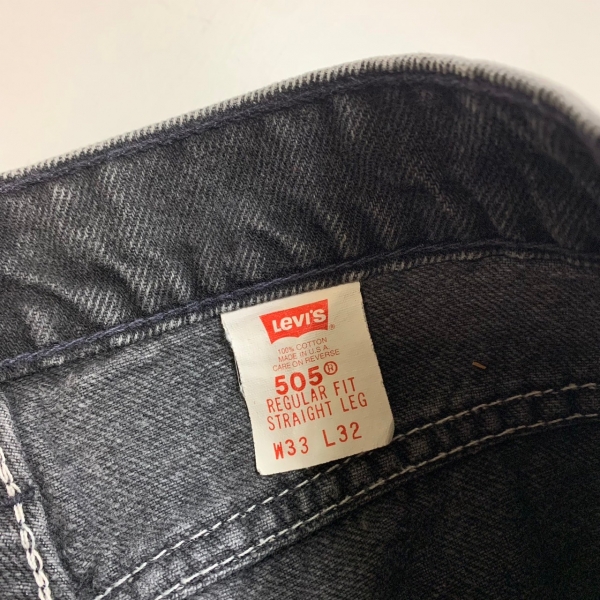 LEVI'S ®
100% COTTON
MADE IN U.S.A.
CARE ON REVERSE
505®
REGULAR FIT
STRAIGHT LEG
W33 L32